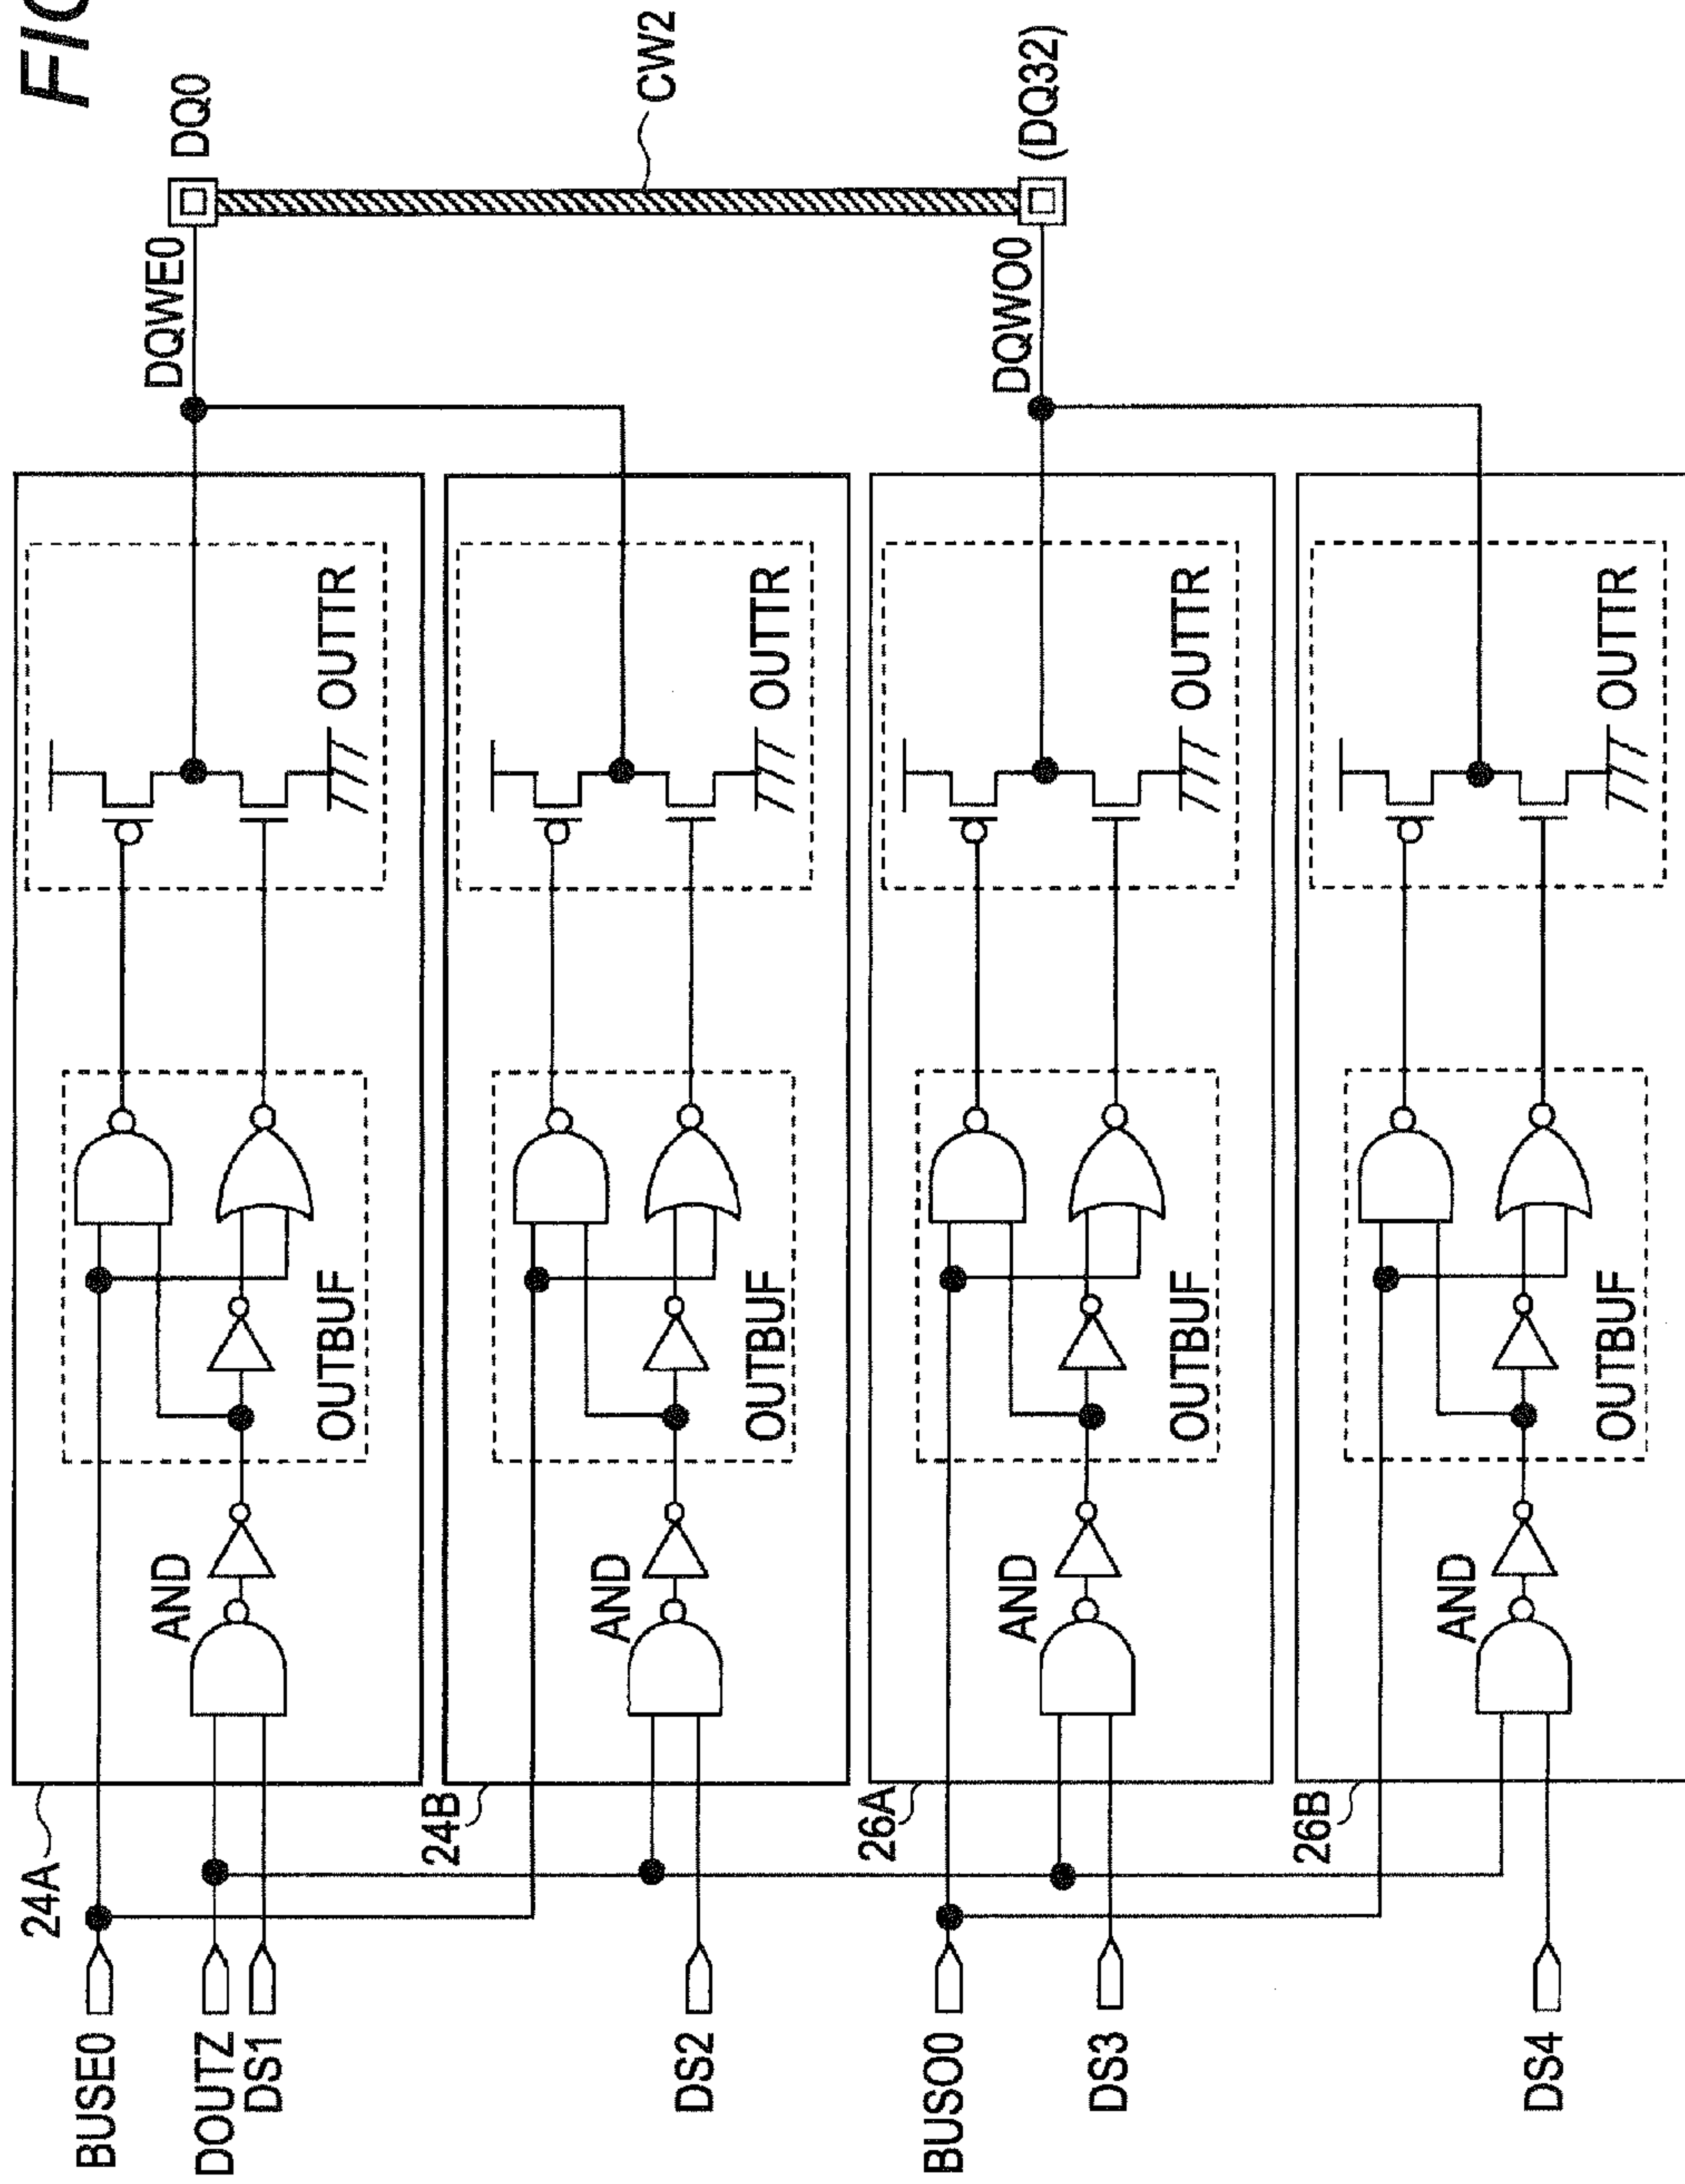 FIG
BUSE0
DOUTZ
DS1
24A
AND
OUTBUF
OUTTR
DQWE0
DQ0
DS2
24B
AND
OUTBUF
OUTTR
CW2
BUSO0
DS3
26A
AND
OUTBUF
OUTTR
DQWO0
(DQ32)
DS4
26B
AND
OUTBUF
OUTTR